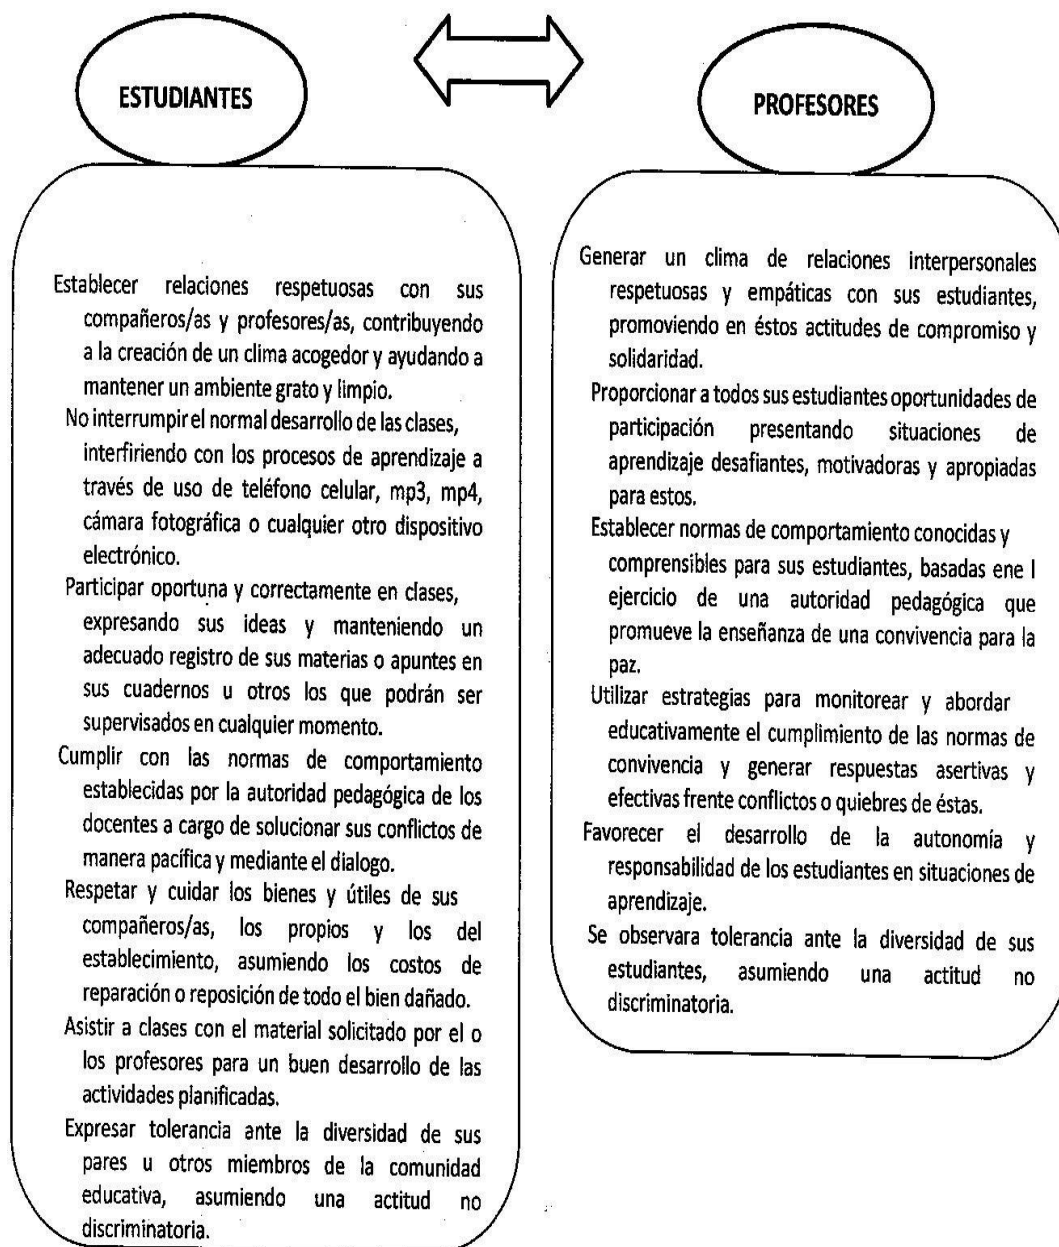 ESTUDIANTES
Establecer relaciones respetuosas con sus
compañeros/as y profesores/as, contribuyendo
a la creación de un clima acogedor y ayudando a
mantener un ambiente grato y limpio.
No interrumpir el normal desarrollo de las clases,
interfiriendo con los procesos de aprendizaje a
través de uso de teléfono celular, mp3, mp4,
cámara fotográfica o cualquier otro dispositivo
electrónico.
Participar oportuna y correctamente en clases,
expresando sus ideas y manteniendo un
adecuado registro de sus materias o apuntes en
sus cuadernos u otros los que podrán ser
supervisados en cualquier momento.
Cumplir con las normas de comportamiento
establecidas por la autoridad pedagógica de los
docentes a cargo de solucionar sus conflictos de
manera pacífica y mediante el dialogo.
Respetar y cuidar los bienes y útiles de sus
compañeros/as, los propios y los del
establecimiento, asumiendo los costos de
reparación o reposición de todo el bien dañado.
Asistir a clases con el material solicitado por el o
los profesores para un buen desarrollo de las
actividades planificadas.
Expresar tolerancia ante la diversidad de sus
pares u otros miembros de la comunidad
educativa, asumiendo una actitud no
discriminatoria.
PROFESORES
Generar un clima de relaciones interpersonales
respetuosas y empáticas con sus estudiantes,
promoviendo en éstos actitudes de compromiso y
solidaridad.
Proporcionar a todos sus estudiantes oportunidades de
participación presentando situaciones de
aprendizaje desafiantes, motivadoras y apropiadas
para estos.
Establecer normas de comportamiento conocidas y
comprensibles para sus estudiantes, basadas ene l
ejercicio de una autoridad pedagógica que
promueve la enseñanza de una convivencia para la
paz.
Utilizar estrategias para monitorear y abordar
educativamente el cumplimiento de las normas de
convivencia y generar respuestas asertivas y
efectivas frente conflictos o quiebres de éstas.
Favorecer el desarrollo de la autonomía y
responsabilidad de los estudiantes en situaciones de
aprendizaje.
Se observara tolerancia ante la diversidad de sus
estudiantes, asumiendo una actitud no
discriminatoria.